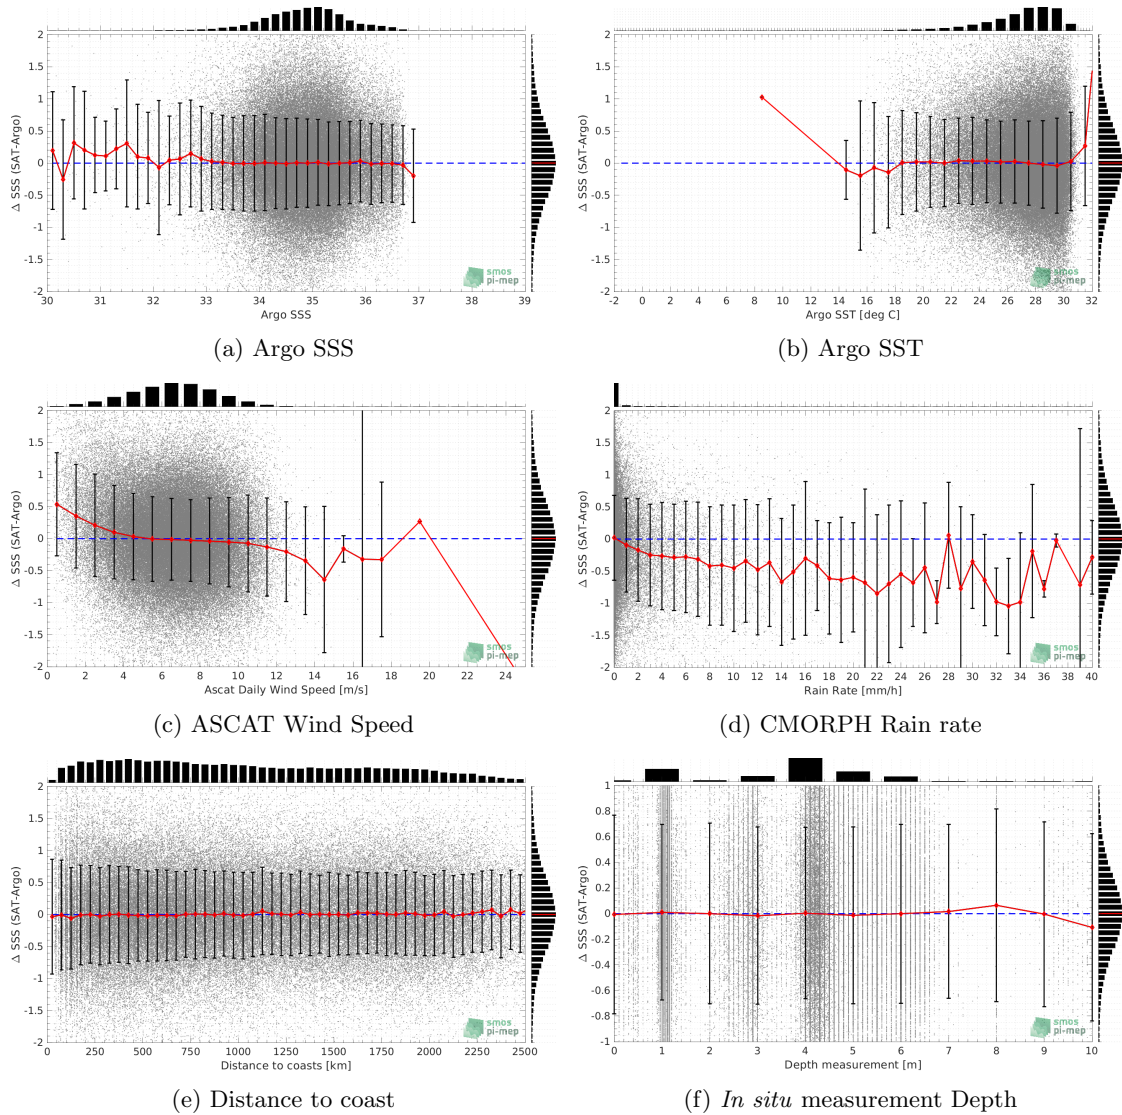 2
1.5
1
0.5
0
-0.5
-1
-1.5
-2
Δ SSS (SAT-Argo)
30 31 32 33 34 35 36 37 38 39
Argo SSS
smos
pi-mep
(a) Argo SSS
2
1.5
1
0.5
0
-0.5
-1
-1.5
-2
Δ SSS (SAT-Argo)
-2 0 2 4 6 8 10 12 14 16 18 20 22 24 26 28 30 32
Argo SST [deg C]
smos
pi-mep
(b) Argo SST
2
1.5
1
0.5
0
-0.5
-1
-1.5
-2
Δ SSS (SAT-Argo)
0 2 4 6 8 10 12 14 16 18 20 22 24
Ascat Daily Wind Speed [m/s]
smos
pi-mep
(c) ASCAT Wind Speed
2
1.5
1
0.5
0
-0.5
-1
-1.5
-2
Δ SSS (SAT-Argo)
0 2 4 6 8 10 12 14 16 18 20 22 24 26 28 30 32 34 36 38 40
Rain Rate [mm/h]
smos
pi-mep
(d) CMORPH Rain rate
2
1.5
1
0.5
0
-0.5
-1
-1.5
-2
Δ SSS (SAT-Argo)
0 250 500 750 1000 1250 1500 1750 2000 2250 2500
Distance to coasts [km]
smos
pi-mep
(e) Distance to coast
1
0.8
0.6
0.4
0.2
0
-0.2
-0.4
-0.6
-0.8
-1
Δ SSS (SAT-Argo)
0 1 2 3 4 5 6 7 8 9 10
Depth measurement [m]
smos
pi-mep
(f) In situ measurement Depth